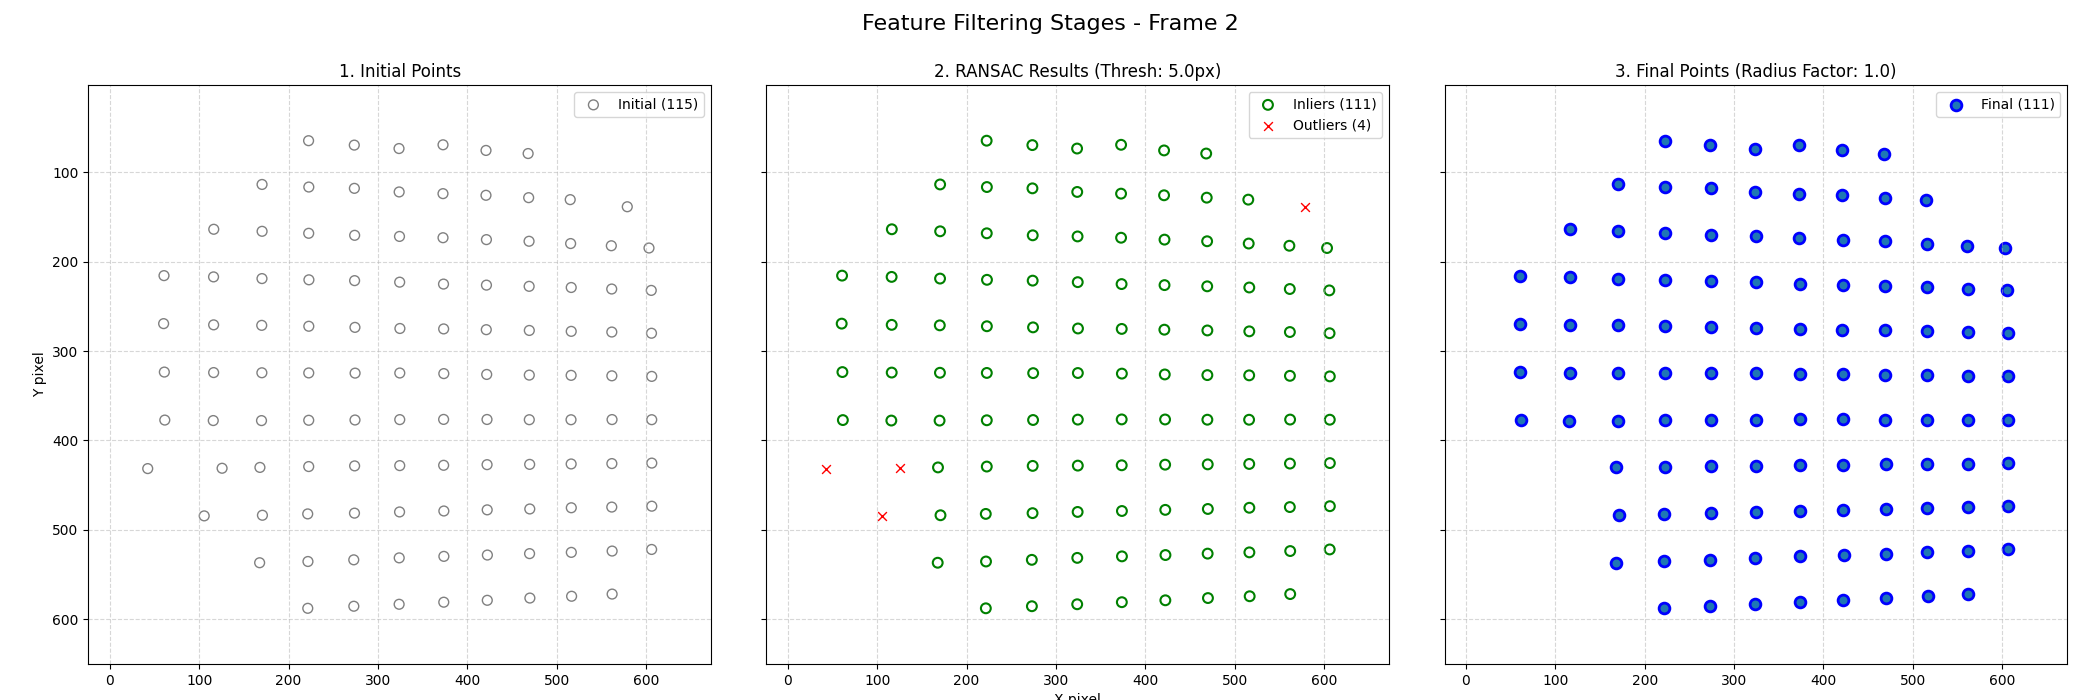 Feature Filtering Stages - Frame 2
1. Initial Points
Initial (115)
100
200
300
400
500
600
Y pixel
0 100 200 300 400 500 600
2. RANSAC Results (Thresh: 5.0px)
Inliers (111)
Outliers (4)
0 100 200 300 400 500 600
X pixel
3. Final Points (Radius Factor: 1.0)
Final (111)
0 100 200 300 400 500 600